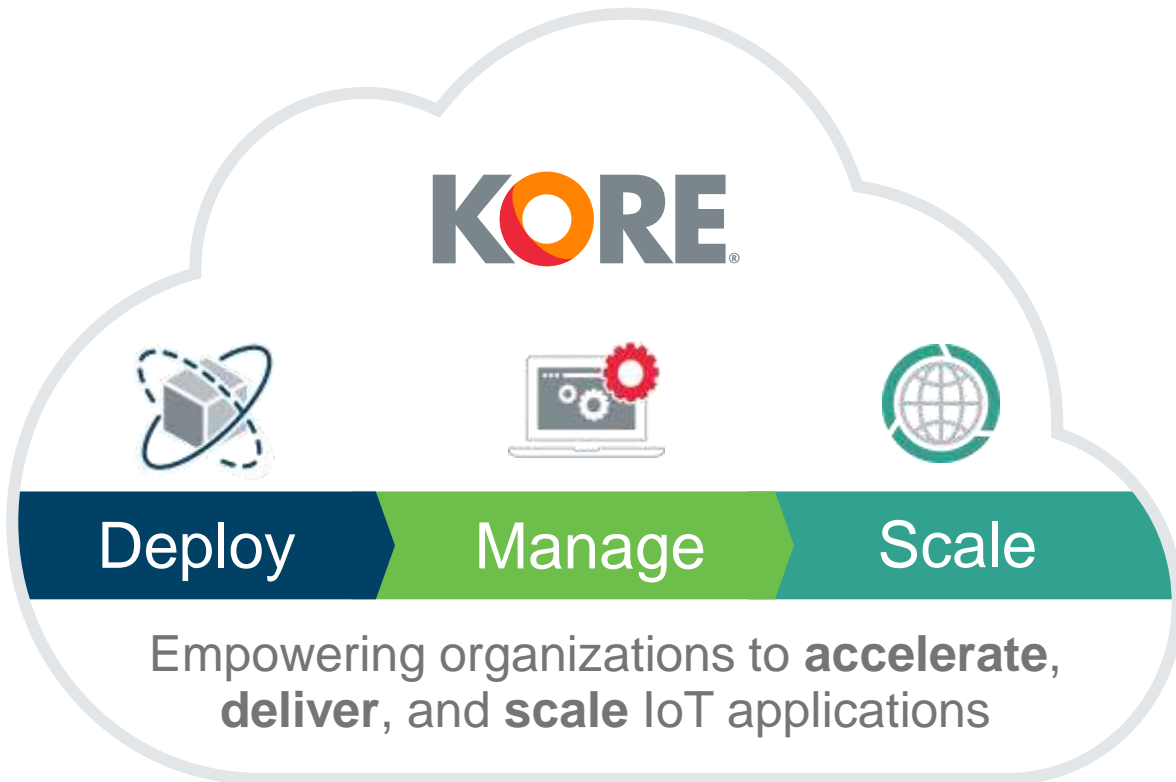 KORE®
Deploy
Manage
Scale
Empowering organizations to accelerate,
deliver, and scale IoT applications